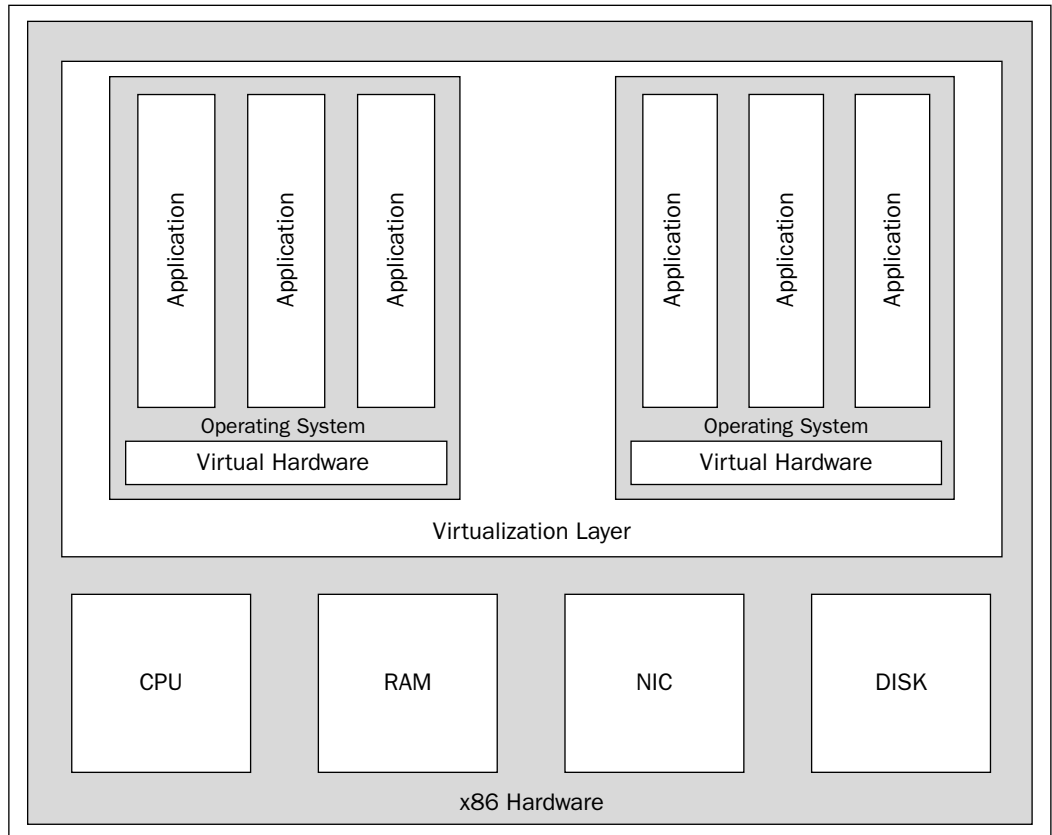 Application
Application
Application
Application
Application
Application
Operating System
Operating System
Virtual Hardware
Virtual Hardware
Virtualization Layer
CPU
RAM
NIC
DISK
x86 Hardware